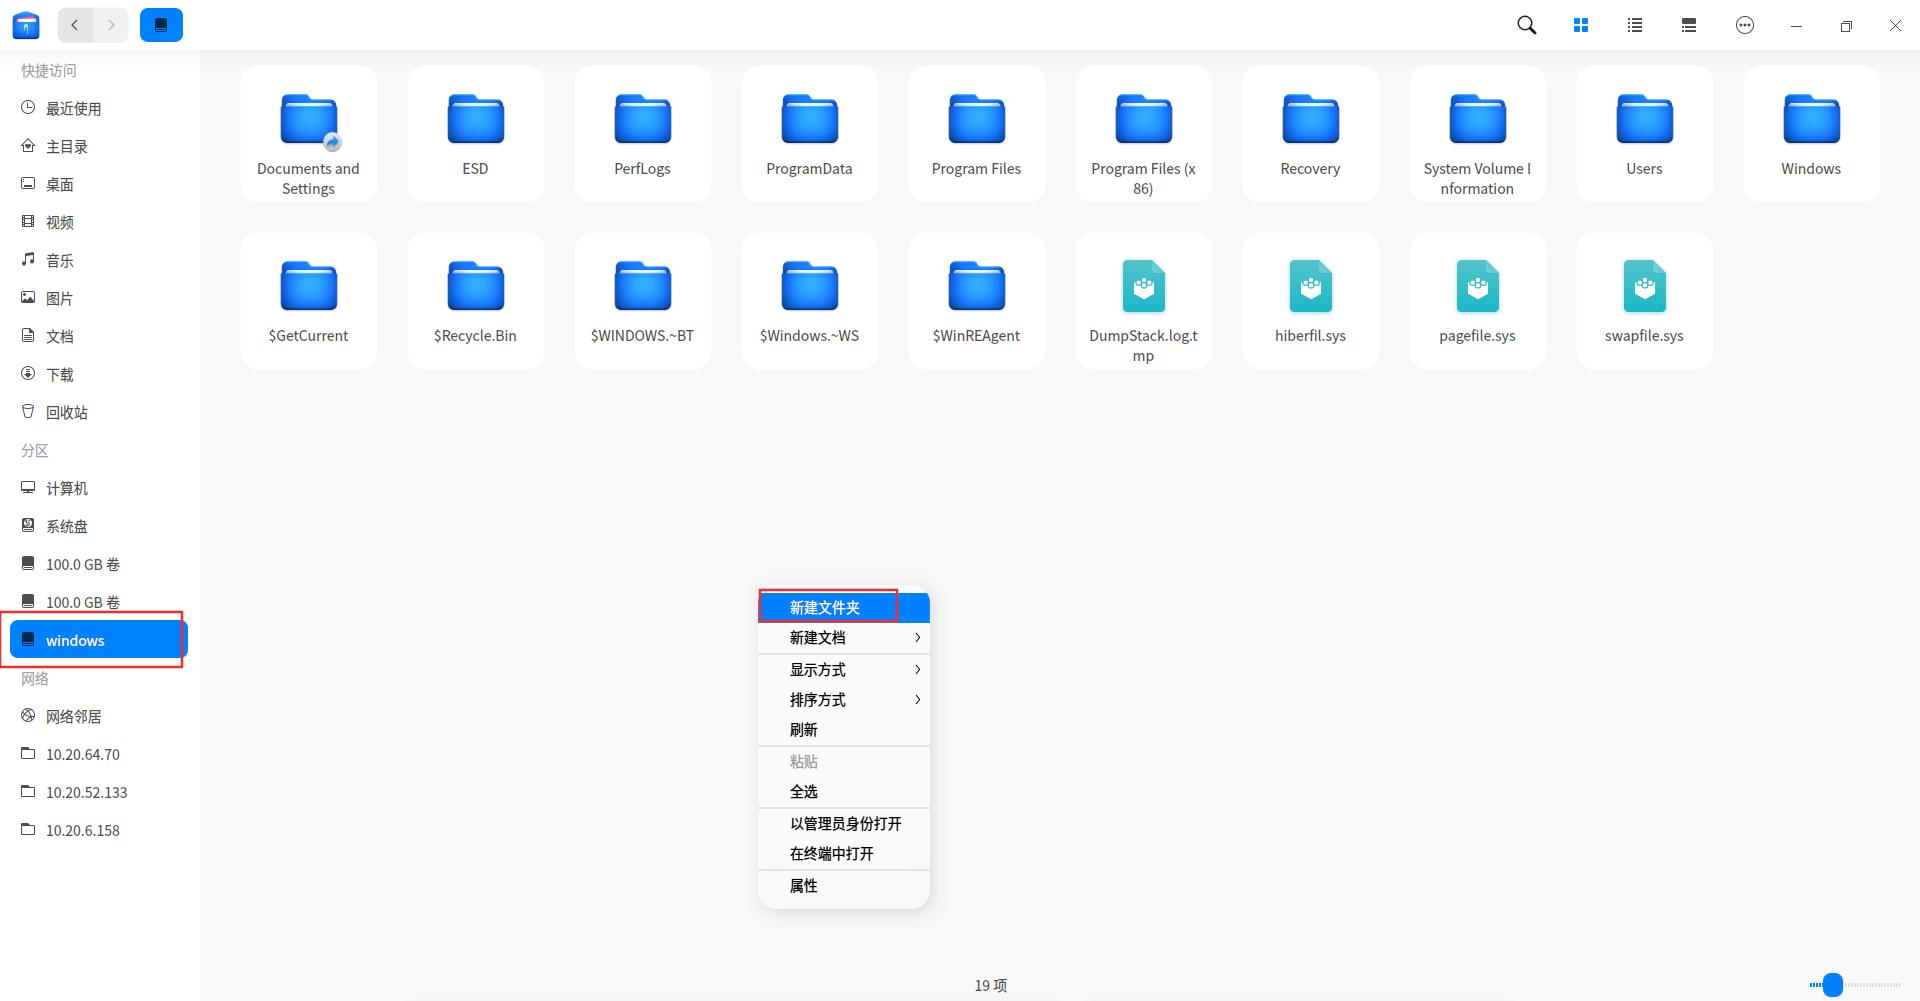 快捷访问
最近使用
主目录
桌面
视频
音乐
图片
文档
下载
回收站
分区
计算机
系统盘
100.0 GB 卷
100.0 GB 卷
windows
网络
网络邻居
10.20.64.70
10.20.52.133
10.20.6.158
Documents and
Settings
ESD
PerfLogs
ProgramData
Program Files
Program Files (x
86)
Recovery
System Volume I
nformation
Users
Windows
$GetCurrent
$Recycle.Bin
$WINDOWS.~BT
$Windows.~WS
$WinREAgent
DumpStack.log.t
mp
hiberfil.sys
pagefile.sys
swapfile.sys
新建文件夹
新建文档
显示方式
排序方式
刷新
粘贴
全选
以管理员身份打开
在终端中打开
属性
19 项